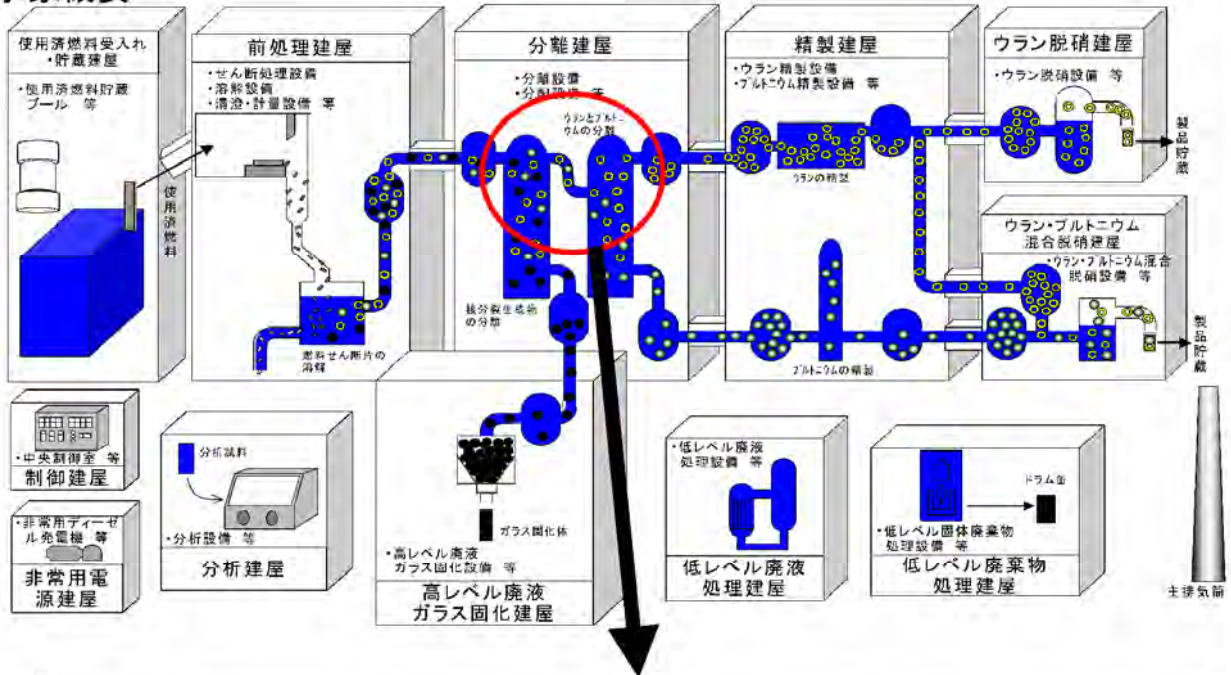 使用済燃料受入れ
・貯蔵建屋
・使用済燃料貯蔵
プール 等
使用済燃料
前処理建屋
・せん断処理設備
・溶解設備
・清澄・計量設備 等
燃料せん断片の
溶解
分離建屋
・分離設備
・分配設備 等
ウランとプルトニ
ウムの分離
核分裂生成物
の分離
精製建屋
・ウラン精製設備
・プルトニウム精製設備 等
ウランの精製
プルトニウムの精製
ウラン脱硝建屋
・ウラン脱硝設備 等
製品貯蔵
ウラン・プルトニウム
混合脱硝建屋
・ウラン・プルトニウム混合
脱硝設備 等
製品貯蔵
・中央制御室 等
制御建屋
・非常用ディーゼ
ル発電機 等
非常用電
源建屋
分析試料
・分析設備 等
分析建屋
ガラス固化体
・高レベル廃液
ガラス固化設備 等
高レベル廃液
ガラス固化建屋
・低レベル廃液
処理設備 等
低レベル廃液
処理建屋
ドラム缶
・低レベル固体廃棄物
処理設備 等
低レベル廃棄物
処理建屋
主排気筒